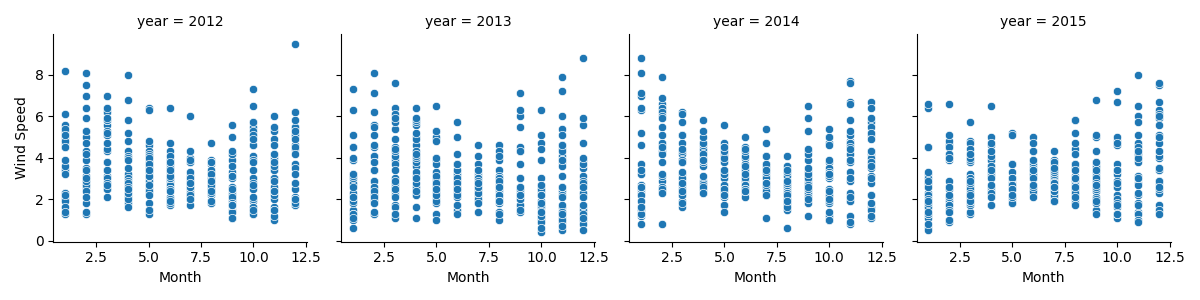 year = 2012
year = 2013
year = 2014
year = 2015
Wind Speed
8
6
4
2
0
2.5 5.0 7.5 10.0 12.5
2.5 5.0 7.5 10.0 12.5
2.5 5.0 7.5 10.0 12.5
2.5 5.0 7.5 10.0 12.5
Month
Month
Month
Month